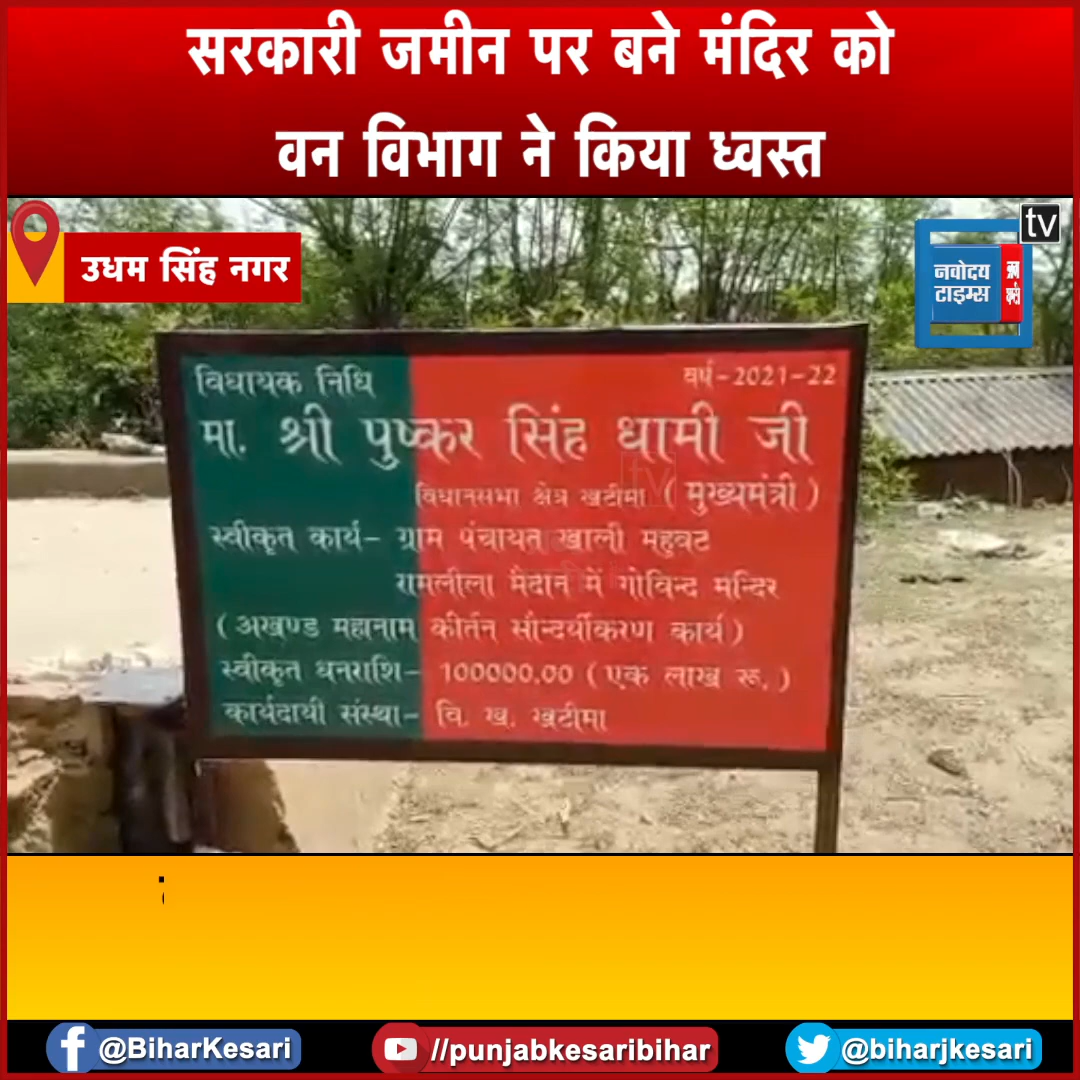 सरकारी जमीन पर बने मंदिर को
वन विभाग ने किया ध्वस्त
tv
उधम सिंह नगर
नवोदय
टाइम्स
विधायक निधि
वर्ष-2021-22
मा. श्री पुष्कर सिंह धामी जी
विधानसभा क्षेत्र खटीमा (मुख्यमंत्री)
स्वीकृत कार्य- ग्राम पंचायत खाली महुवट
रामलीला मैदान में गोविन्द मन्दिर
(अखण्ड महानाम कीर्तन सौन्दर्यीकरण कार्य)
स्वीकृत धनराशि- 100000.00 (एक लाख रू.)
कार्यदायी संस्था- वि. ख. खटीमा
@BiharKesari
//punjabkesaribihar
@biharjkesari